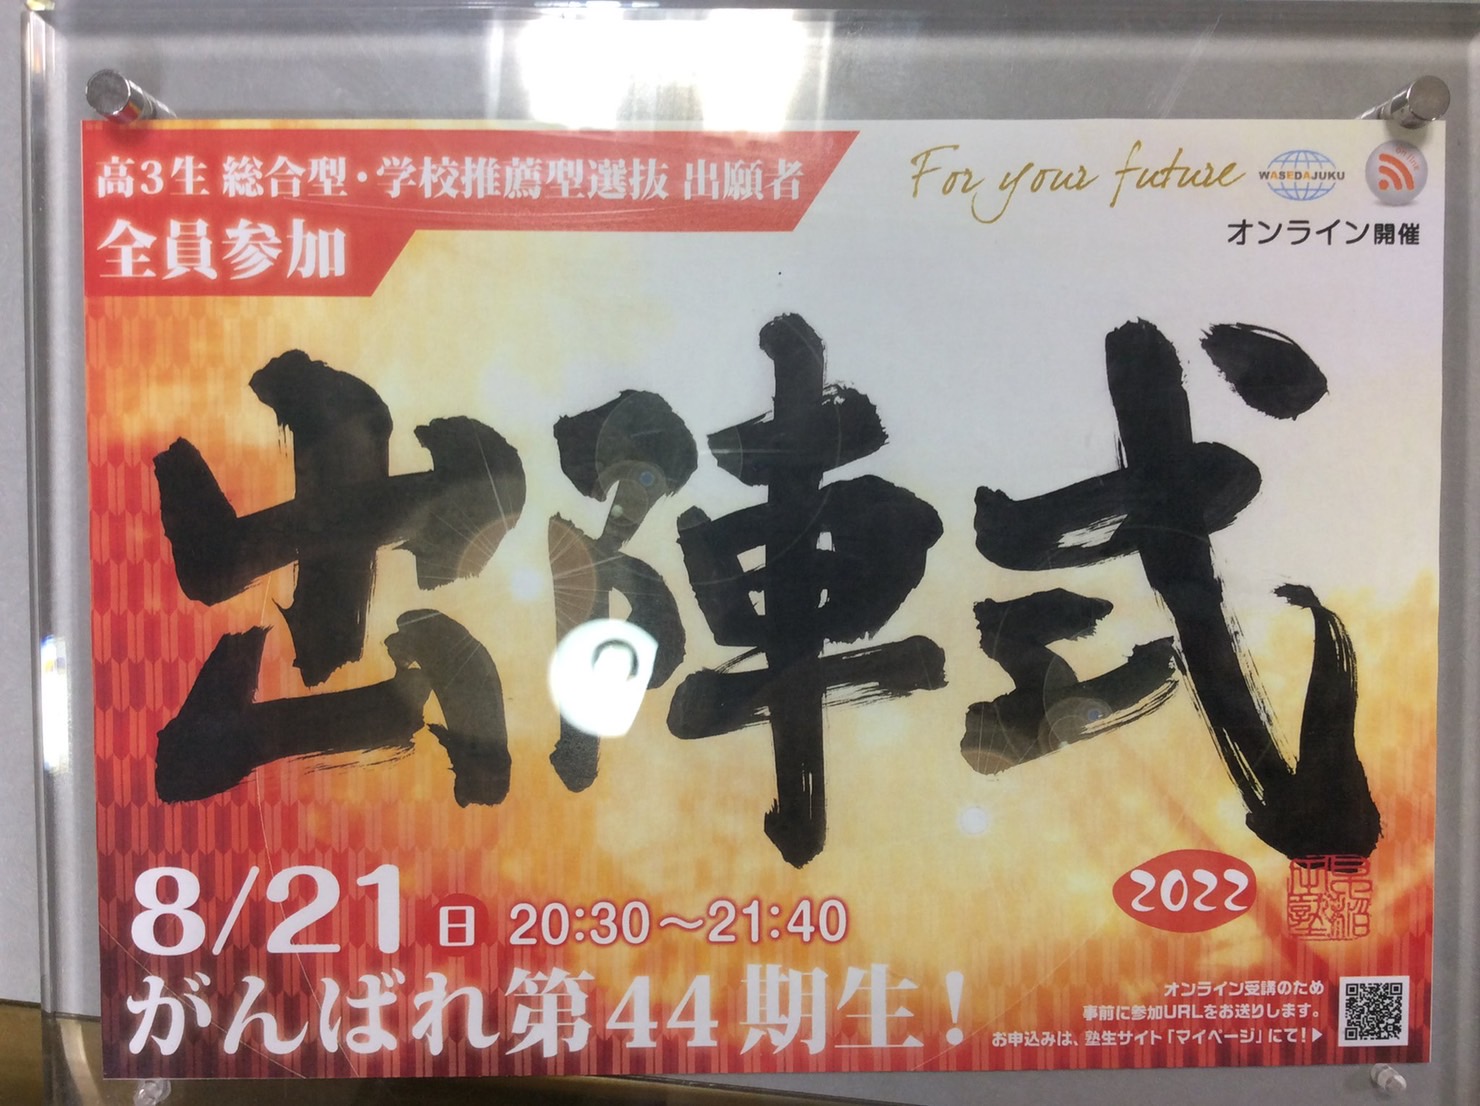 高3生 総合型・学校推薦型選抜 出願者
全員参加
For your future
WASEDAJUKU
オンライン開催
出陣式
8/21 日 20:30～21:40
2022
がんばれ第44期生！
オンライン受講のため
事前に参加URLをお送りします。
お申込みは、塾生サイト「マイページ」にて！▶